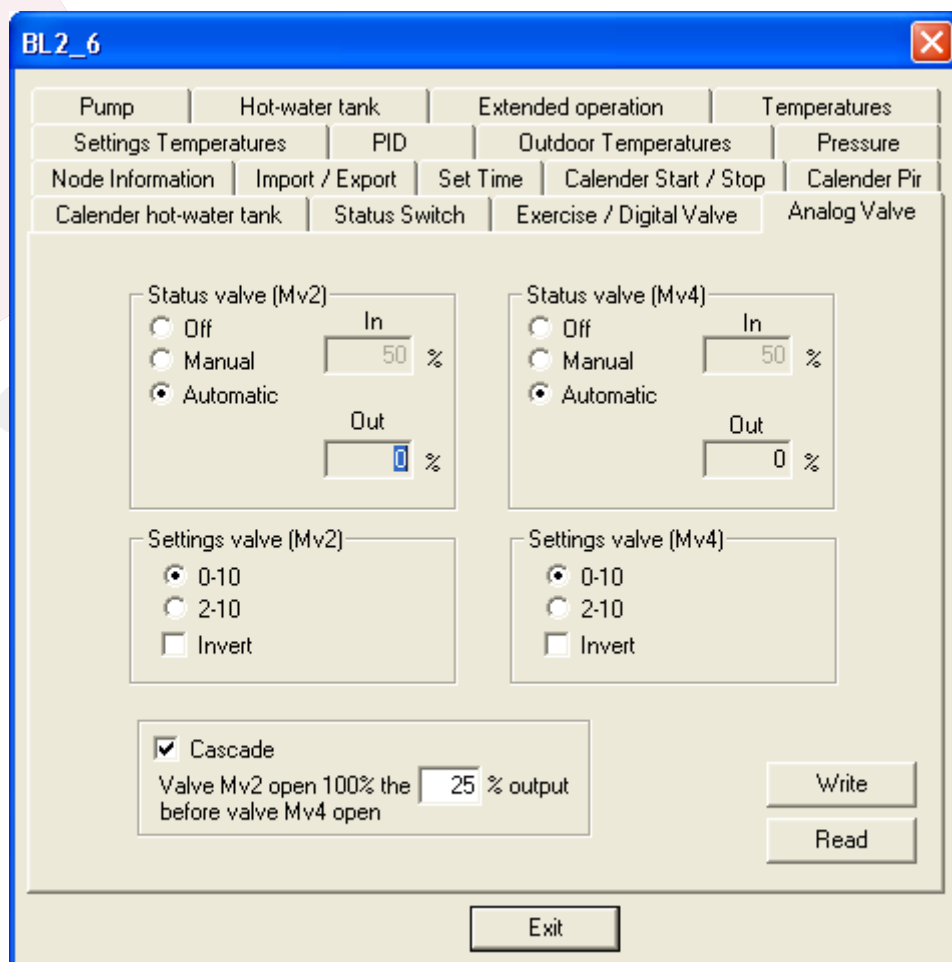 BL2_6
Pump Hot-water tank Extended operation Temperatures
Settings Temperatures PID Outdoor Temperatures Pressure
Node Information Import / Export Set Time Calender Start / Stop Calender Pir
Calender hot-water tank Status Switch Exercise / Digital Valve Analog Valve
Status valve (Mv2)
Off In
Manual 50 %
Automatic
Out
0 %
Status valve (Mv4)
Off In
Manual 50 %
Automatic
Out
0 %
Settings valve (Mv2)
0-10
2-10
Invert
Settings valve (Mv4)
0-10
2-10
Invert
Cascade
Valve Mv2 open 100% the 25 % output
before valve Mv4 open
Write
Read
Exit